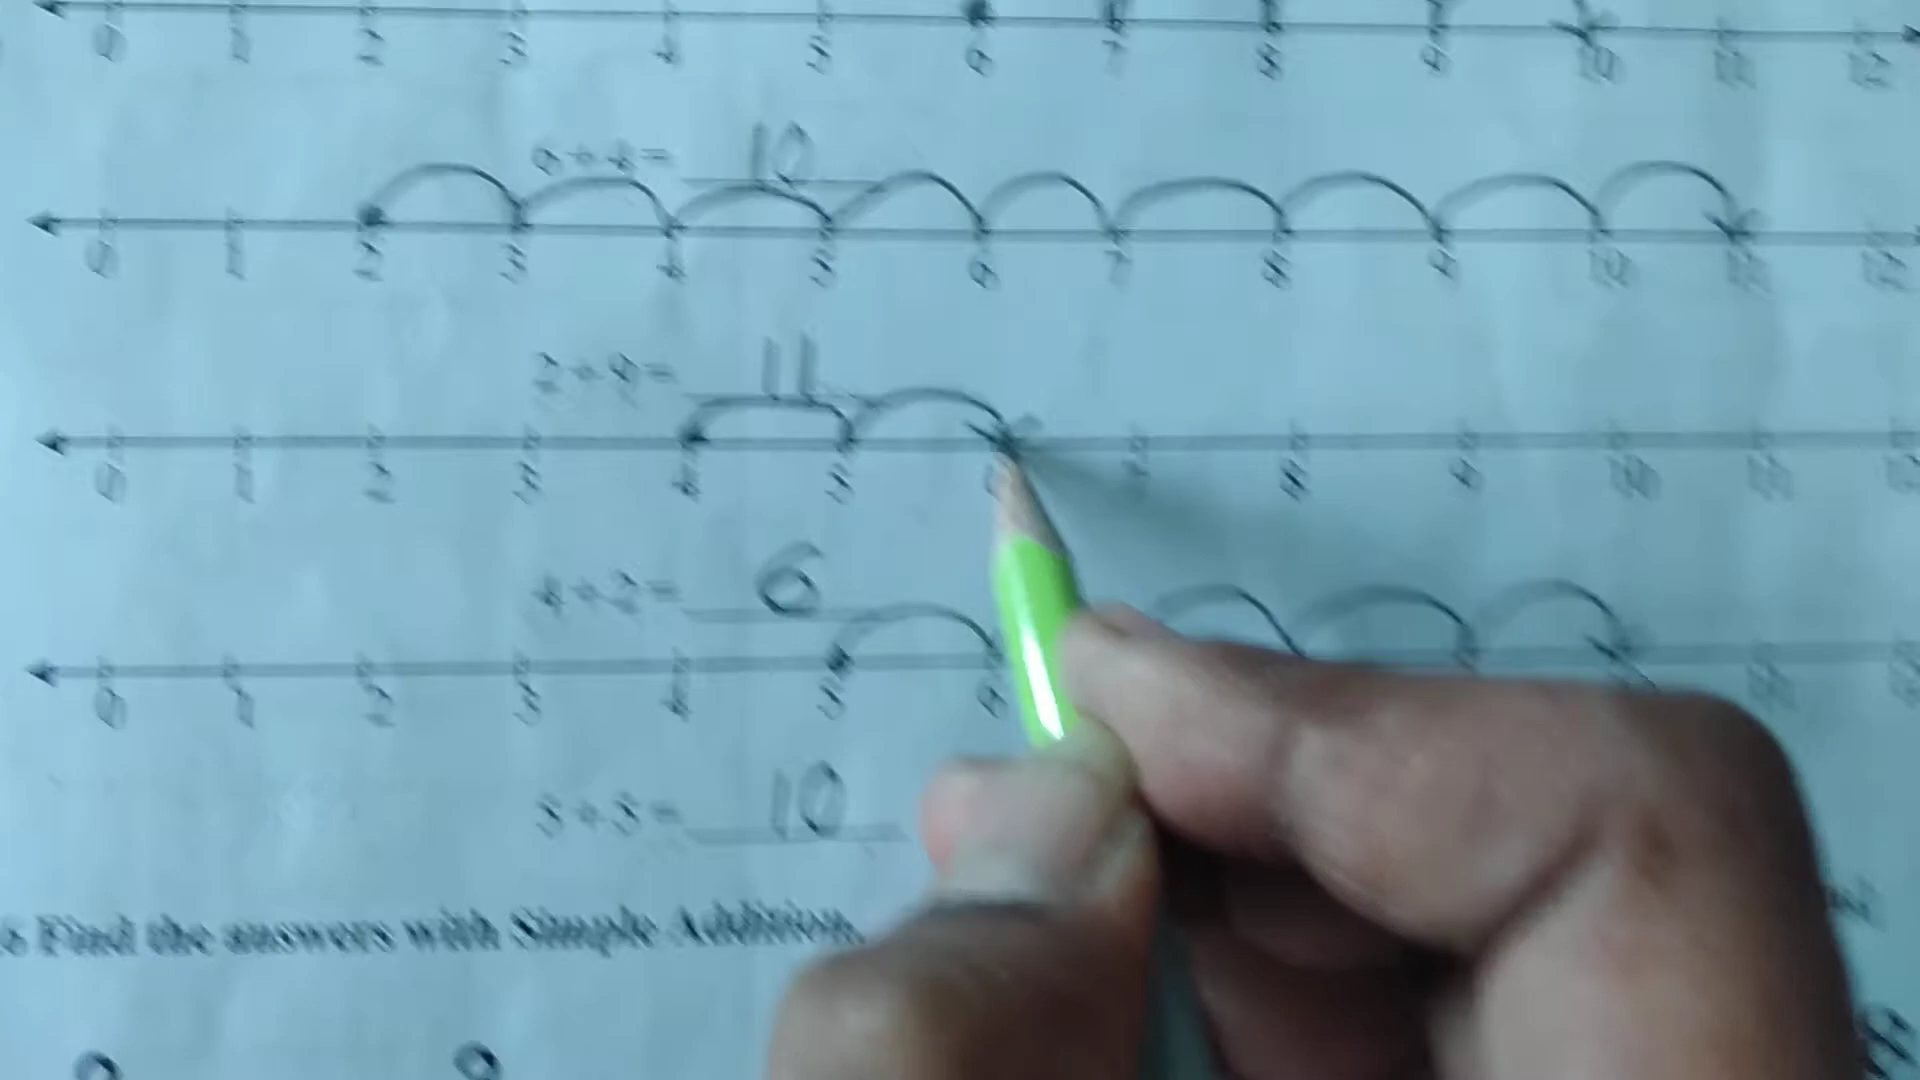 0 1 2 3 4 5 6 7 8 9 10 11 12
6 + 4 = 10
0 1 2 3 4 5 6 7 8 9 10 11 12
2 + 9 = 11
0 1 2 3 4 5 7 8 9 10 11 12
4 + 2 = 6
0 1 2 3 4 5 6 11 12
5 + 5 = 10
6 Find the answers with Simple Addition.